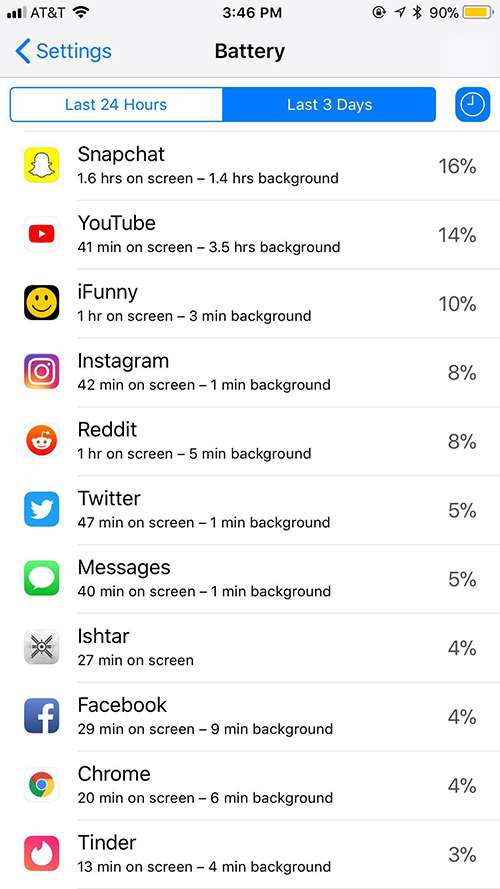 AT&T 3:46 PM 90%
Settings Battery
Last 24 Hours Last 3 Days
Snapchat 16%
1.6 hrs on screen – 1.4 hrs background
YouTube 14%
41 min on screen – 3.5 hrs background
iFunny 10%
1 hr on screen – 3 min background
Instagram 8%
42 min on screen – 1 min background
Reddit 8%
1 hr on screen – 5 min background
Twitter 5%
47 min on screen – 1 min background
Messages 5%
40 min on screen – 1 min background
Ishtar 4%
27 min on screen
Facebook 4%
29 min on screen – 9 min background
Chrome 4%
20 min on screen – 6 min background
Tinder 3%
13 min on screen – 4 min background